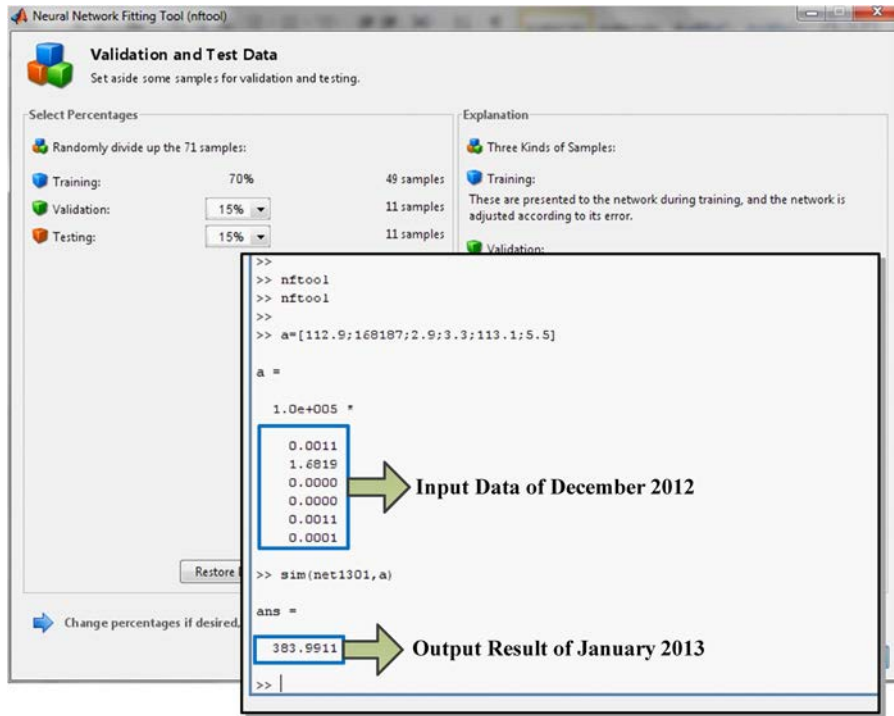 Neural Network Fitting Tool (nftool)
Validation and Test Data
Set aside some samples for validation and testing.
Select Percentages
Randomly divide up the 71 samples:
Training: 70% 49 samples
Validation: 15% 11 samples
Testing: 15% 11 samples
Explanation
Three Kinds of Samples:
Training:
These are presented to the network during training, and the network is
adjusted according to its error.
Validation:
>>
>> nftool
>> nftool
>>
>> a=[112.9;168187;2.9;3.3;113.1;5.5]
a =
1.0e+005 *
0.0011
1.6819
0.0000
0.0000
0.0011
0.0001
Input Data of December 2012
>> sim(net1301,a)
ans =
383.9911
Output Result of January 2013
>>
Restore
Change percentages if desired,